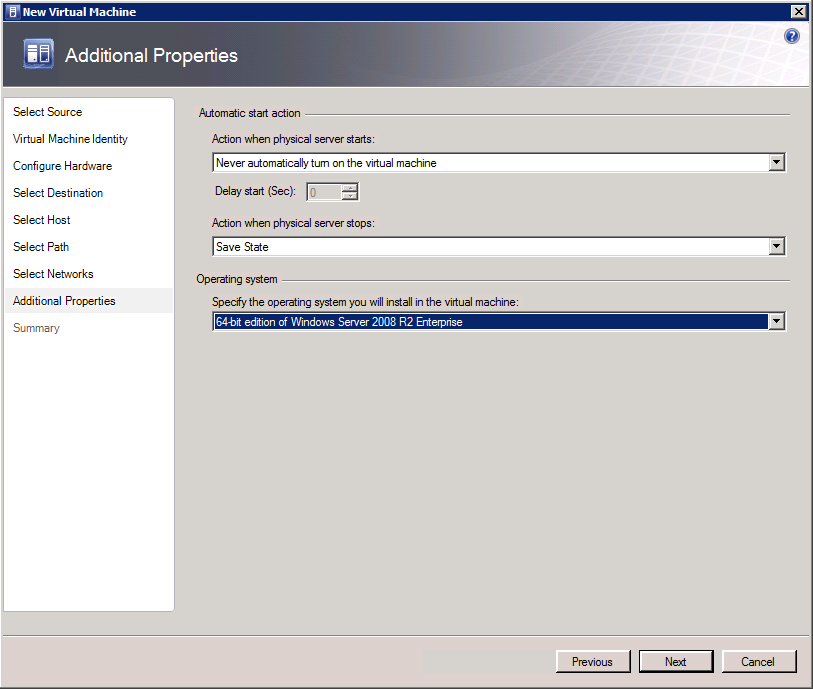 New Virtual Machine
Additional Properties
Select Source
Virtual Machine Identity
Configure Hardware
Select Destination
Select Host
Select Path
Select Networks
Additional Properties
Summary
Automatic start action
Action when physical server starts:
Never automatically turn on the virtual machine
Delay start (Sec): 0
Action when physical server stops:
Save State
Operating system
Specify the operating system you will install in the virtual machine:
64-bit edition of Windows Server 2008 R2 Enterprise
Previous Next Cancel